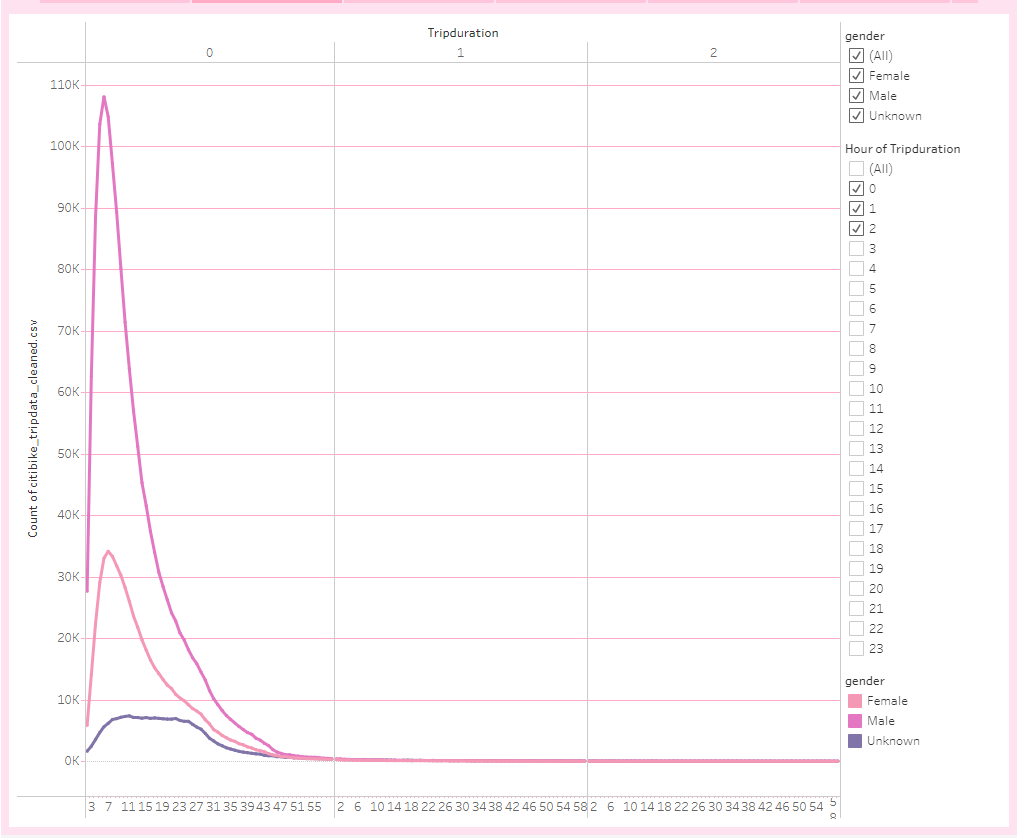 Tripduration
0 1 2
110K
100K
90K
80K
70K
60K
50K
40K
30K
20K
10K
0K
Count of citibike_tripdata_cleaned.csv
3 7 11 15 19 23 27 31 35 39 43 47 51 55 2 6 10 14 18 22 26 30 34 38 42 46 50 54 58 2 6 10 14 18 22 26 30 34 38 42 46 50 54 58
gender
(All)
Female
Male
Unknown
Hour of Tripduration
(All)
0
1
2
3
4
5
6
7
8
9
10
11
12
13
14
15
16
17
18
19
20
21
22
23
gender
Female
Male
Unknown